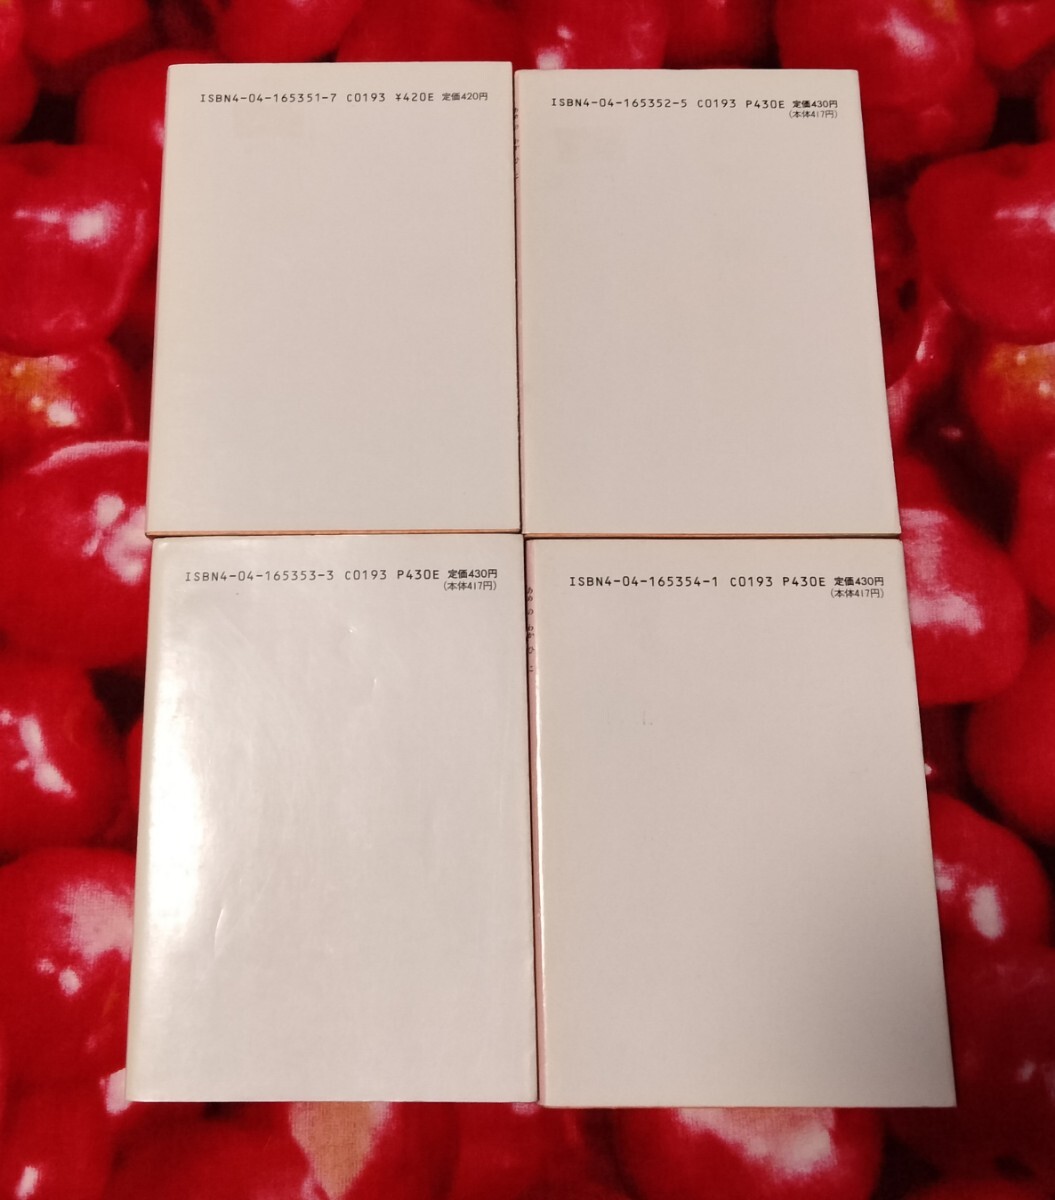 ISBN4-04-165351-7 C0193 ¥420E 定価420円
ISBN4-04-165352-5 C0193 P430E 定価430円
(本体417円)
ISBN4-04-165353-3 C0193 P430E 定価430円
(本体417円)
ISBN4-04-165354-1 C0193 P430E 定価430円
(本体417円)